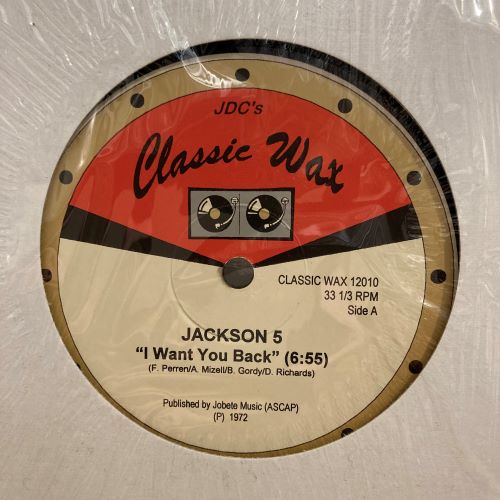 JDC's
Classic Wax
CLASSIC WAX 12010
33 1/3 RPM
Side A
JACKSON 5
“I Want You Back” (6:55)
(F. Perren/A. Mizell/B. Gordy/D. Richards)
Published by Jobete Music (ASCAP)
(P) 1972